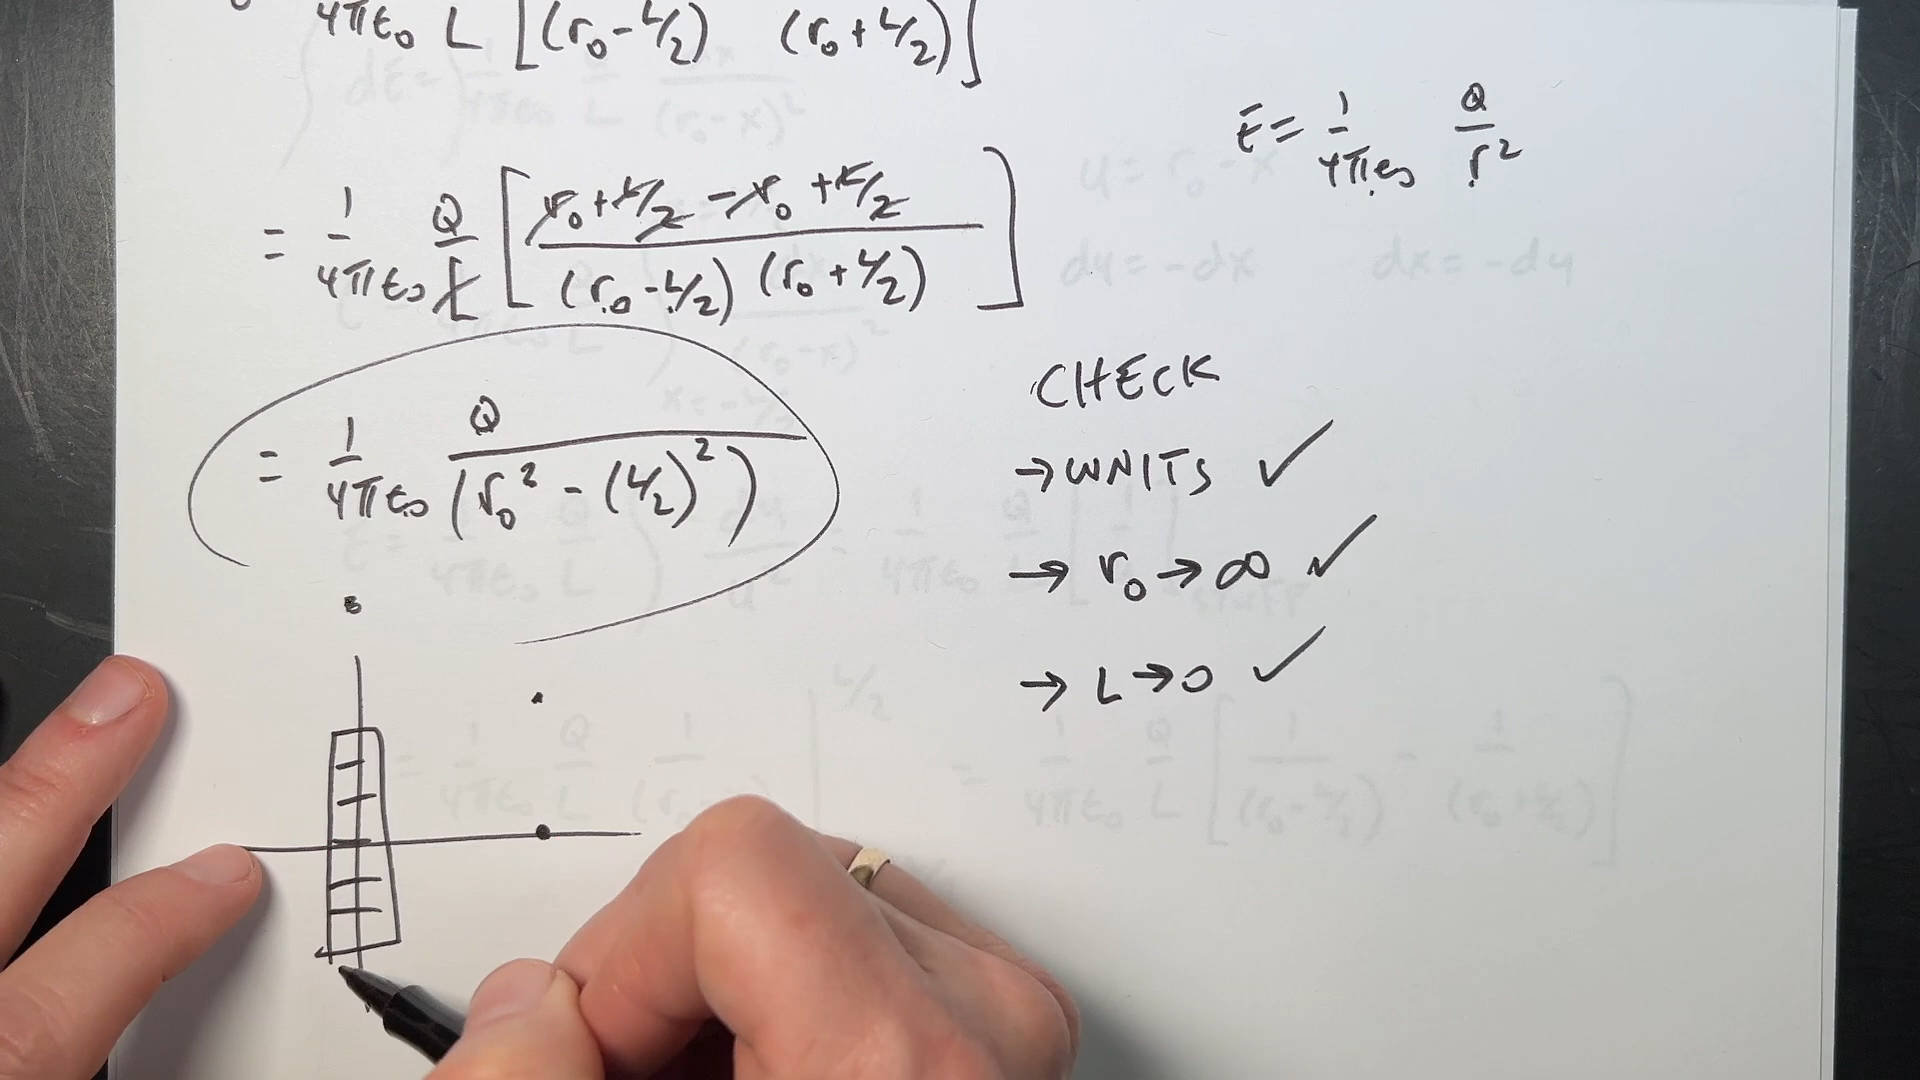 4πε₀ L [(r₀-L/2) (r₀+L/2)]
E = 1/4πε₀ Q/r²
= 1/4πε₀ Q/L [r₀+L/2-r₀+L/2 / (r₀-L/2)(r₀+L/2)]
= 1/4πε₀ Q/(r₀²-(L/2)²)
CHECK
→ UNITS ✓
→ r₀→∞ ✓
→ L→0 ✓